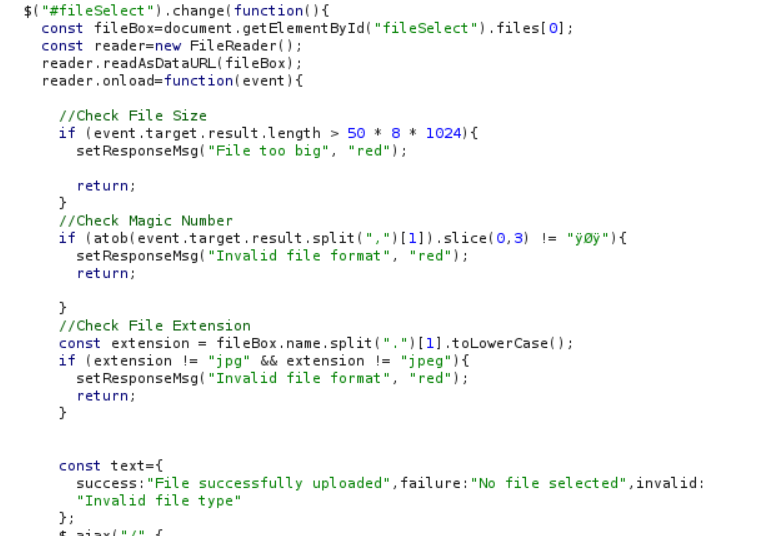 $("#fileSelect").change(function(){
const fileBox=document.getElementById("fileSelect").files[0];
const reader=new FileReader();
reader.readAsDataURL(fileBox);
reader.onload=function(event){
//Check File Size
if (event.target.result.length > 50 * 8 * 1024){
setResponseMsg("File too big", "red");
return;
}
//Check Magic Number
if (atob(event.target.result.split(",")[1]).slice(0,3) != "ÿØÿ"){
setResponseMsg("Invalid file format", "red");
return;
}
//Check File Extension
const extension = fileBox.name.split(".")[1].toLowerCase();
if (extension != "jpg" && extension != "jpeg"){
setResponseMsg("Invalid file format", "red");
return;
}
const text={
success:"File successfully uploaded",failure:"No file selected",invalid:
"Invalid file type"
};
$.ajax("/",{